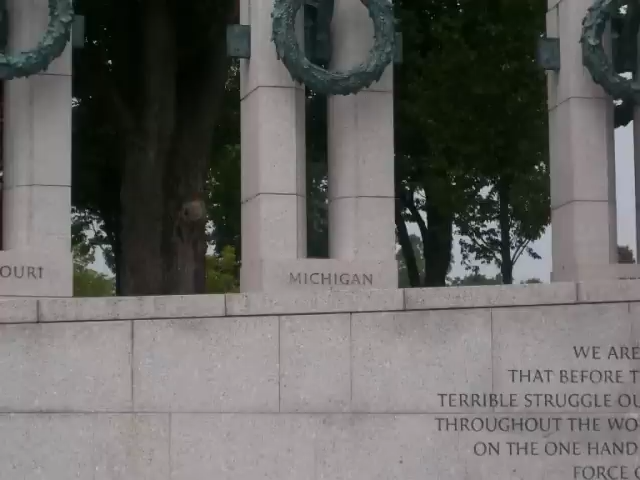 OURI
MICHIGAN
WE ARE
THAT BEFORE T
TERRIBLE STRUGGLE OU
THROUGHOUT THE WO
ON THE ONE HAND
FORCE O